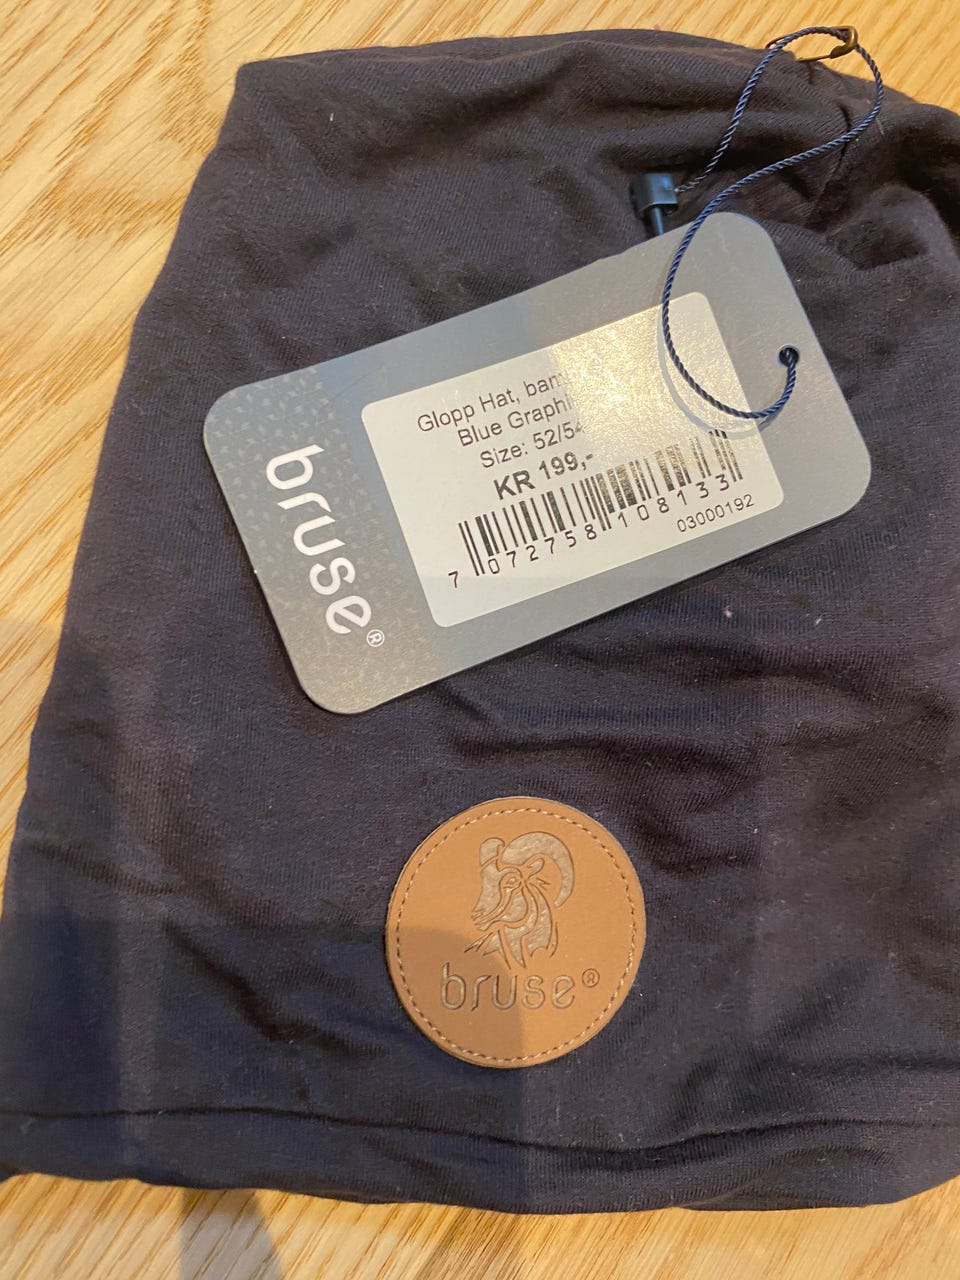 Glopp Hat,
Blue
Size: 52/54
KR 199,-
7 072758 108133
03000192
bruse®
bruse®